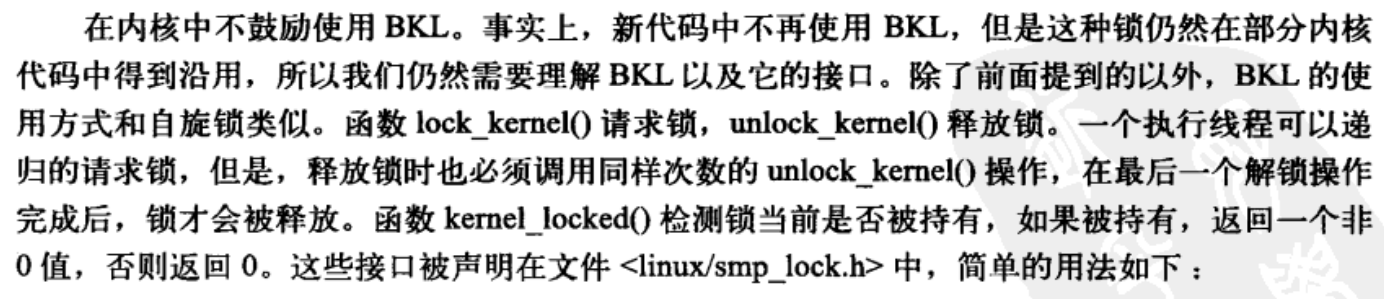 在内核中不鼓励使用 BKL。事实上，新代码中不再使用 BKL，但是这种锁仍然在部分内核
代码中得到沿用，所以我们仍然需要理解 BKL 以及它的接口。除了前面提到的以外，BKL 的使
用方式和自旋锁类似。函数 lock_kernel() 请求锁，unlock_kernel() 释放锁。一个执行线程可以递
归的请求锁，但是，释放锁时也必须调用同样次数的 unlock_kernel() 操作，在最后一个解锁操作
完成后，锁才会被释放。函数 kernel_locked() 检测锁当前是否被持有，如果被持有，返回一个非
0 值，否则返回 0。这些接口被声明在文件 <linux/smp_lock.h> 中，简单的用法如下：